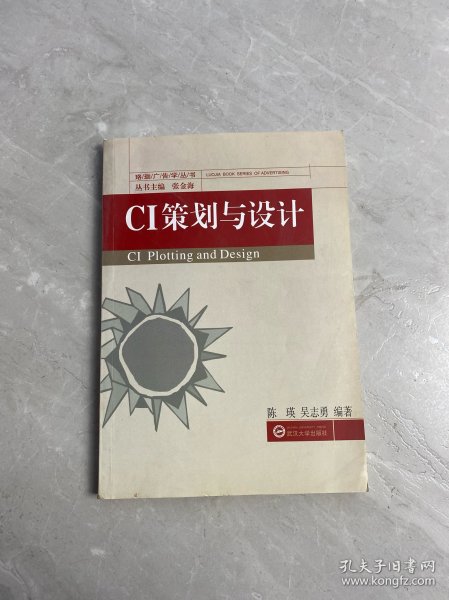 珞珈广告学丛书 LUOJIA BOOK SERIES OF ADVERTISING
丛书主编 张金海
CI策划与设计
CI Plotting and Design
陈 瑛 吴志勇 编著
武汉大学出版社
孔夫子旧书网
www.kongfz.com